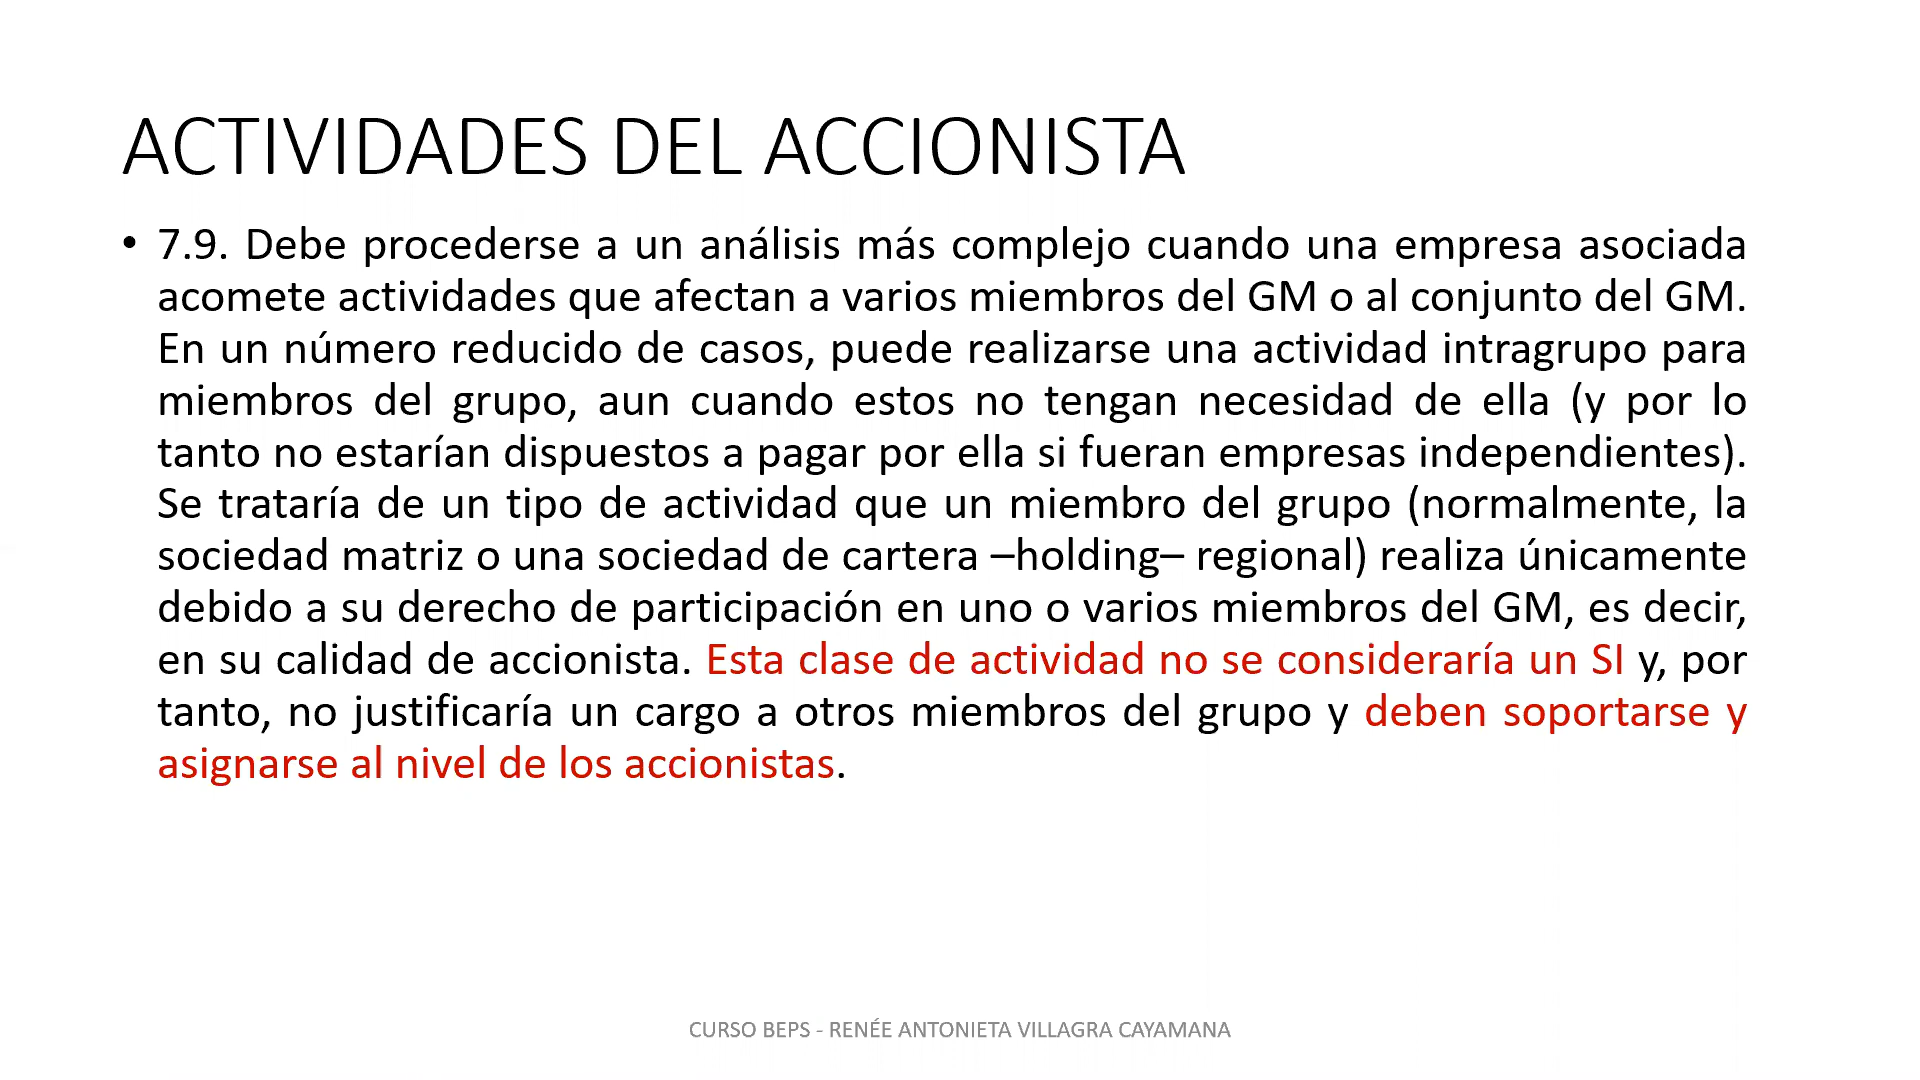 ACTIVIDADES DEL ACCIONISTA
• 7.9. Debe procederse a un análisis más complejo cuando una empresa asociada
acomete actividades que afectan a varios miembros del GM o al conjunto del GM.
En un número reducido de casos, puede realizarse una actividad intragrupo para
miembros del grupo, aun cuando estos no tengan necesidad de ella (y por lo
tanto no estarían dispuestos a pagar por ella si fueran empresas independientes).
Se trataría de un tipo de actividad que un miembro del grupo (normalmente, la
sociedad matriz o una sociedad de cartera –holding– regional) realiza únicamente
debido a su derecho de participación en uno o varios miembros del GM, es decir,
en su calidad de accionista. Esta clase de actividad no se consideraría un SI y, por
tanto, no justificaría un cargo a otros miembros del grupo y deben soportarse y
asignarse al nivel de los accionistas.
CURSO BEPS - RENÉE ANTONIETA VILLAGRA CAYAMANA